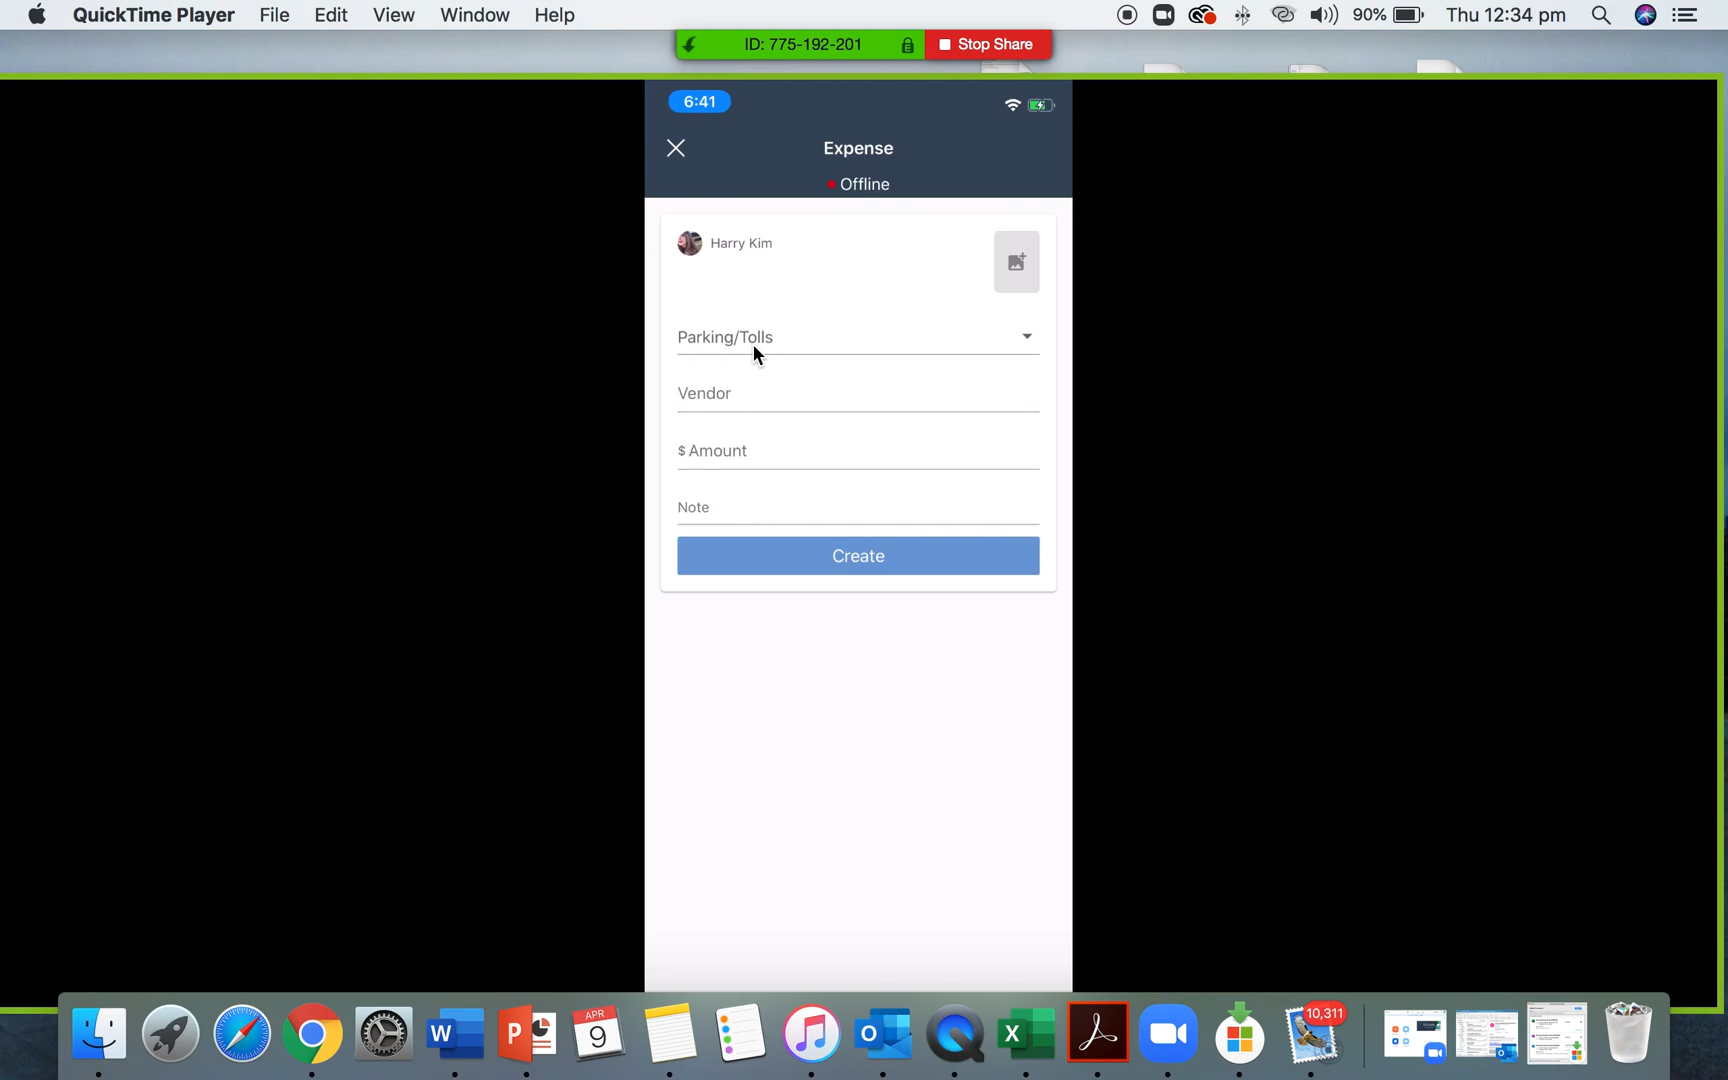 QuickTime Player File Edit View Window Help 90% Thu 12:34 pm
ID: 775-192-201 Stop Share
6:41
Expense
Offline
Harry Kim
Parking/Tolls
Vendor
$ Amount
Note
Create
APR
9
10,311